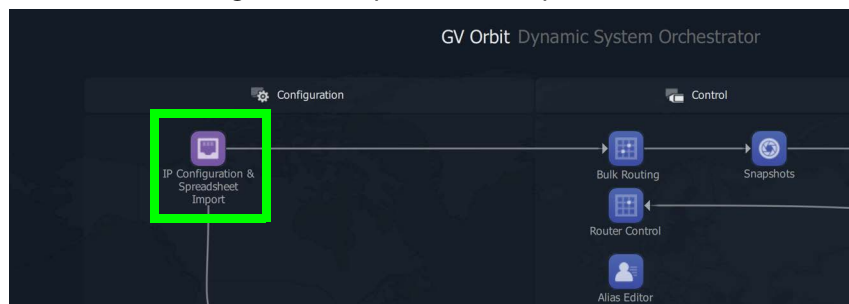 GV Orbit Dynamic System Orchestrator
Configuration
Control
IP Configuration &
Spreadsheet
Import
Bulk Routing
Snapshots
Router Control
Alias Editor